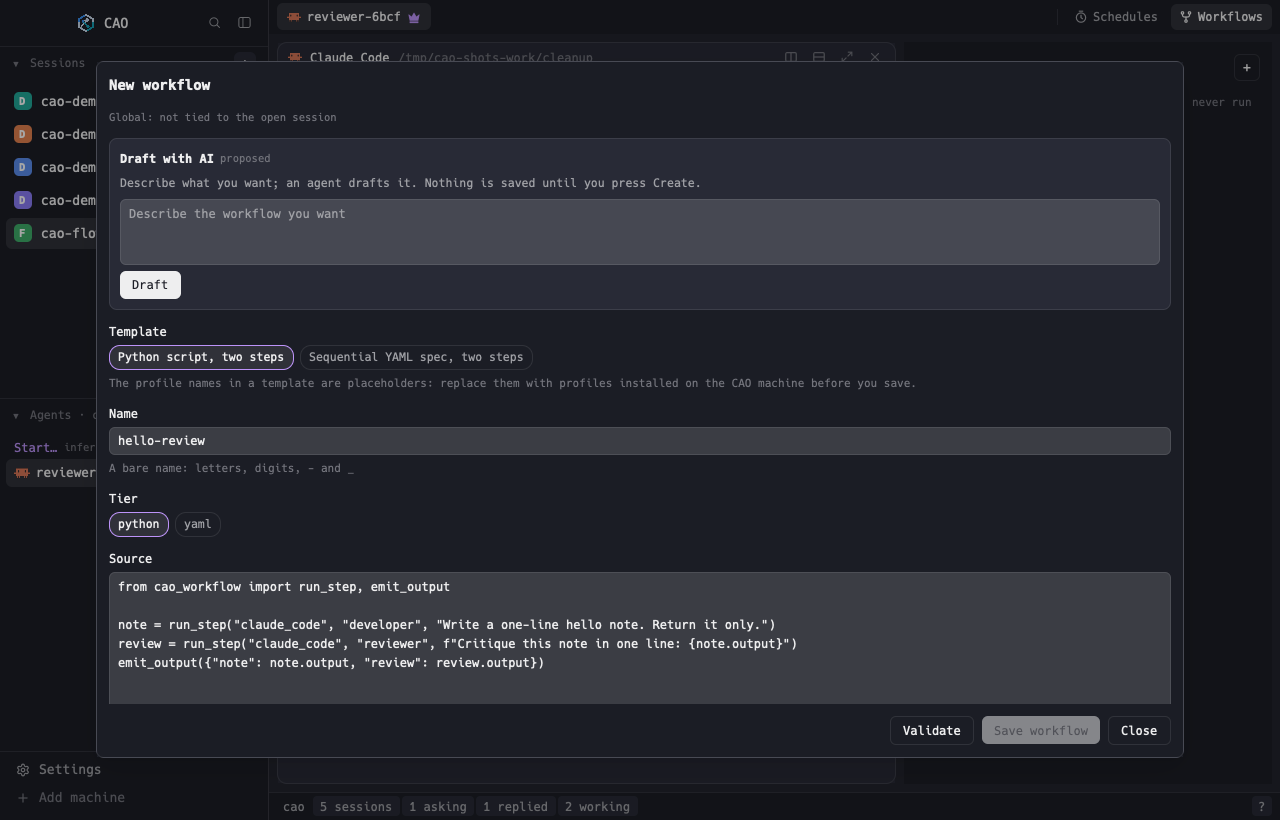 CAO
reviewer-6bcf
Schedules
Workflows
Sessions
Claude Code /tmp/cao-shots-work/cleanup
+
never run
D cao-dem
D cao-dem
D cao-dem
D cao-dem
F cao-flo
Agents ·
Start… infer
reviewer
Settings
+ Add machine
New workflow
Global: not tied to the open session
Draft with AI proposed
Describe what you want; an agent drafts it. Nothing is saved until you press Create.
Describe the workflow you want
Draft
Template
Python script, two steps
Sequential YAML spec, two steps
The profile names in a template are placeholders: replace them with profiles installed on the CAO machine before you save.
Name
hello-review
A bare name: letters, digits, - and _
Tier
python
yaml
Source
from cao_workflow import run_step, emit_output
note = run_step("claude_code", "developer", "Write a one-line hello note. Return it only.")
review = run_step("claude_code", "reviewer", f"Critique this note in one line: {note.output}")
emit_output({"note": note.output, "review": review.output})
Validate
Save workflow
Close
cao 5 sessions 1 asking 1 replied 2 working
?